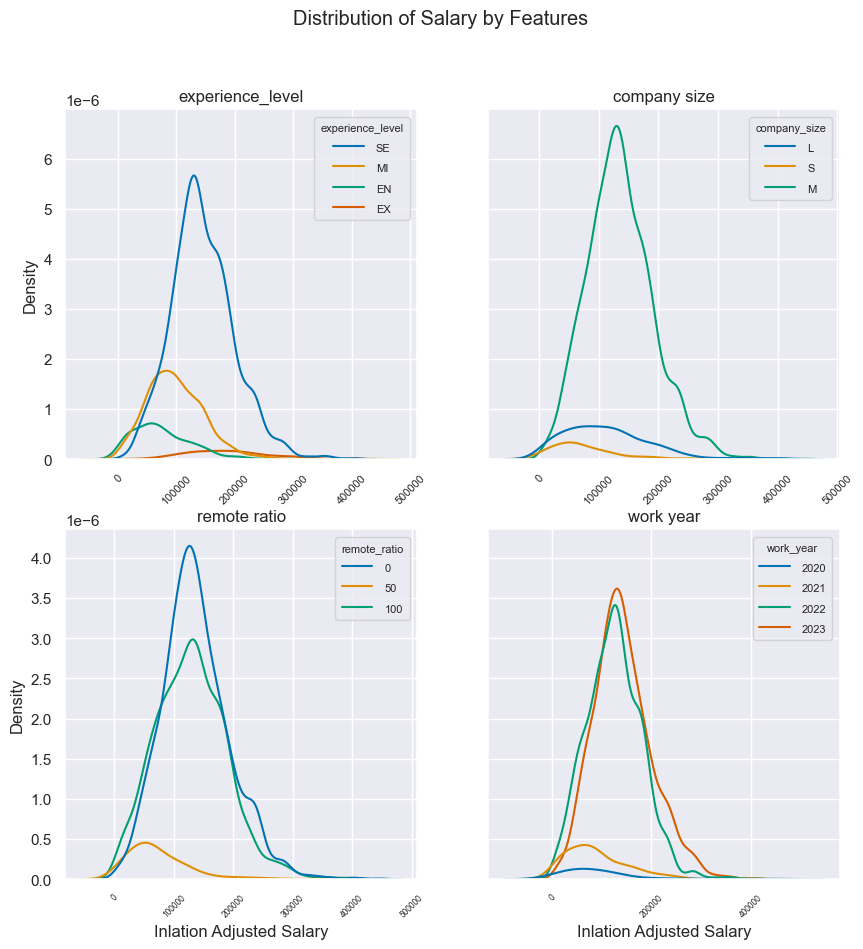 Distribution of Salary by Features
experience_level
1e−6
experience_level
SE
MI
EN
EX
Density
6
5
4
3
2
1
0
0
100000
200000
300000
400000
500000
company size
company_size
L
S
M
0
100000
200000
300000
400000
500000
remote ratio
1e−6
remote_ratio
0
50
100
Density
4.0
3.5
3.0
2.5
2.0
1.5
1.0
0.5
0.0
0
100000
200000
300000
400000
500000
Inlation Adjusted Salary
work year
work_year
2020
2021
2022
2023
0
200000
400000
Inlation Adjusted Salary